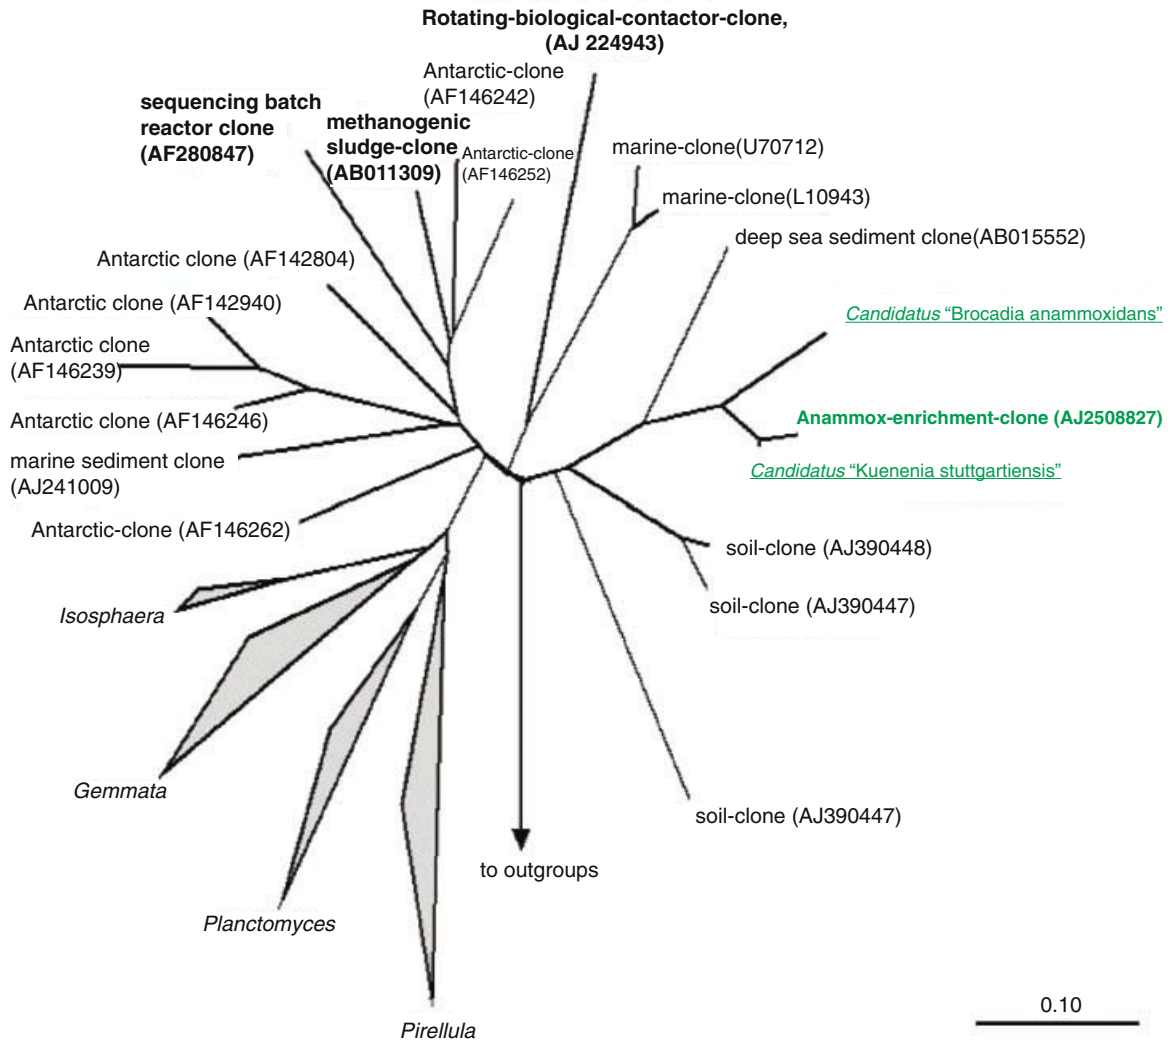 Rotating-biological-contactor-clone,
(AJ 224943)
Antarctic-clone
(AF146242)
sequencing batch
reactor clone
(AF280847)
methanogenic
sludge-clone
(AB011309)
Antarctic-clone
(AF146252)
marine-clone(U70712)
marine-clone(L10943)
deep sea sediment clone(AB015552)
Antarctic clone (AF142804)
Antarctic clone (AF142940)
Candidatus “Brocadia anammoxidans”
Antarctic clone
(AF146239)
Antarctic clone (AF146246)
Anammox-enrichment-clone (AJ2508827)
marine sediment clone
(AJ241009)
Candidatus “Kuenenia stuttgartiensis”
Antarctic-clone (AF146262)
soil-clone (AJ390448)
soil-clone (AJ390447)
Isosphaera
Gemmata
soil-clone (AJ390447)
to outgroups
Planctomyces
Pirellula
0.10